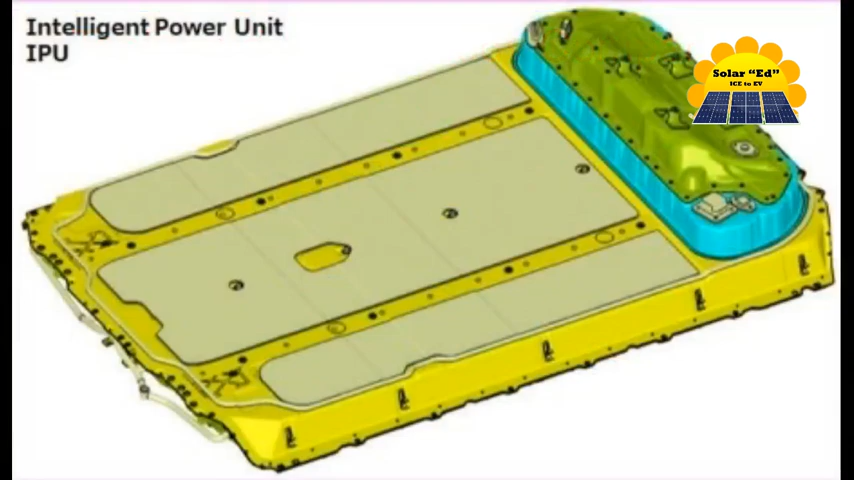 Intelligent Power Unit
IPU
Solar “Ed”
ICE to EV